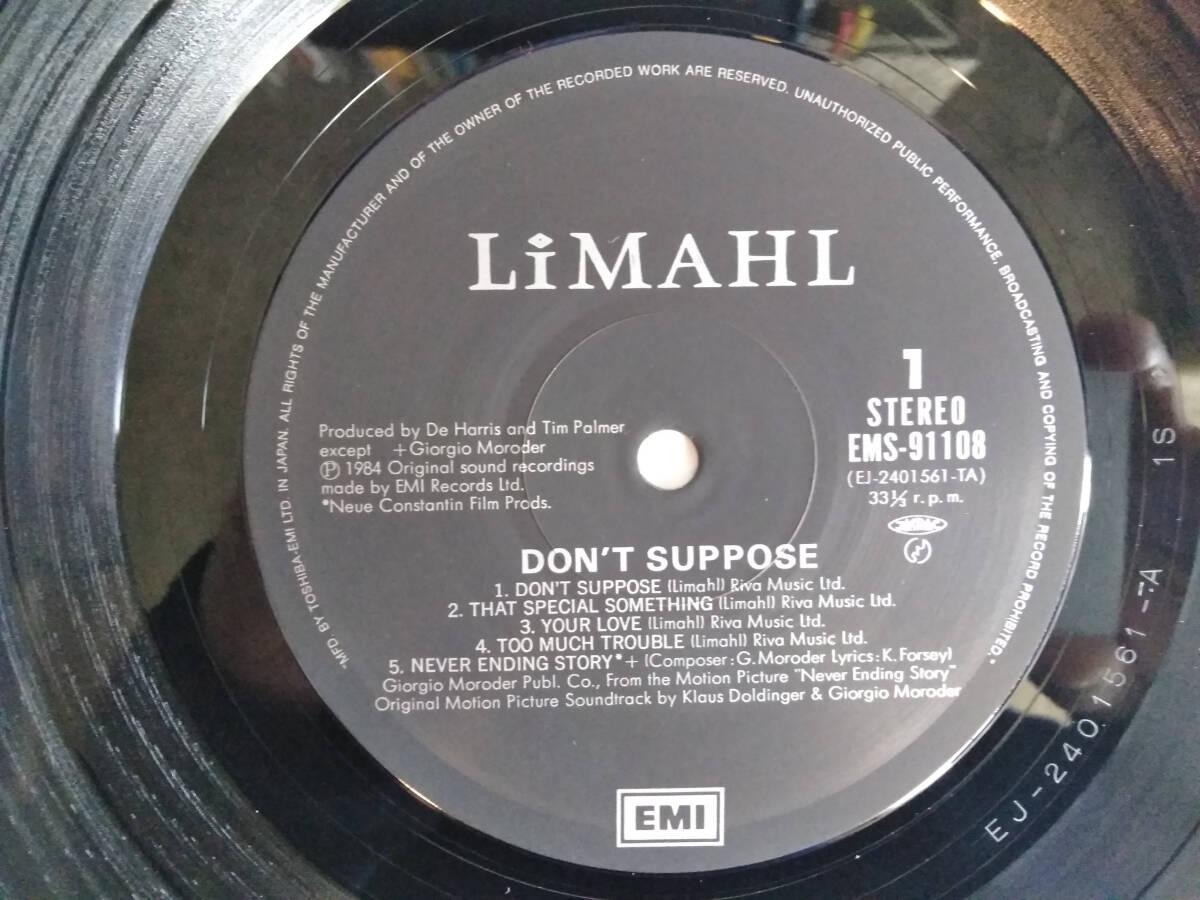 "MFD. BY TOSHIBA-EMI LTD. IN JAPAN. ALL RIGHTS OF THE MANUFACTURER AND OF THE OWNER OF THE RECORDED WORK ARE RESERVED. UNAUTHORIZED PUBLIC PERFORMANCE, BROADCASTING AND COPYING OF THE RECORD PROHIBITED."
LiMAHL
1
STEREO
EMS-91108
(EJ-2401561-TA)
33⅓ r.p.m.
Produced by De Harris and Tim Palmer
except +Giorgio Moroder
Ⓟ 1984 Original sound recordings
made by EMI Records Ltd.
*Neue Constantin Film Prods.
DON'T SUPPOSE
1. DON'T SUPPOSE (Limahl) Riva Music Ltd.
2. THAT SPECIAL SOMETHING (Limahl) Riva Music Ltd.
3. YOUR LOVE (Limahl) Riva Music Ltd.
4. TOO MUCH TROUBLE (Limahl) Riva Music Ltd.
5. NEVER ENDING STORY*+ (Composer:G.Moroder Lyrics:K.Forsey)
Giorgio Moroder Publ. Co., From the Motion Picture "Never Ending Story"
Original Motion Picture Soundtrack by Klaus Doldinger & Giorgio Moroder
EMI
EJ-2401561-TA 1S